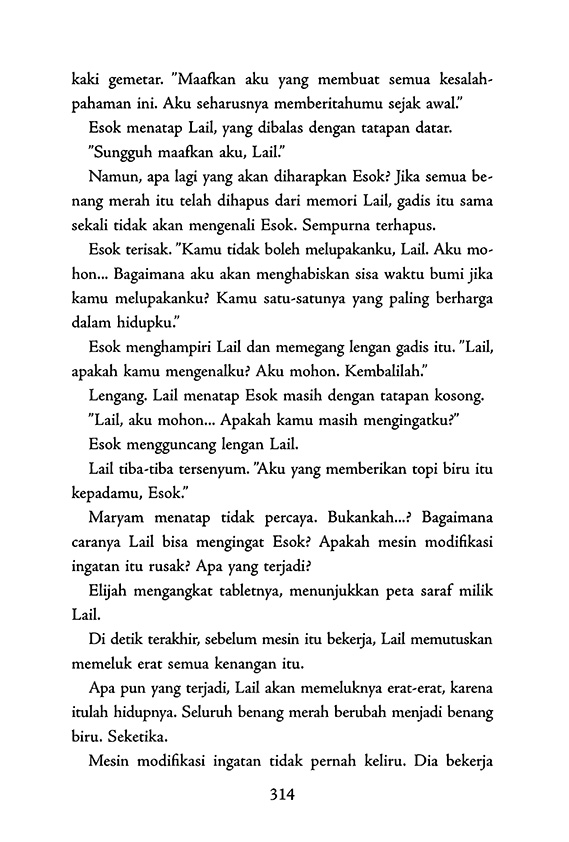 kaki gemetar. ”Maafkan aku yang membuat semua kesalah-
pahaman ini. Aku seharusnya memberitahumu sejak awal.”
Esok menatap Lail, yang dibalas dengan tatapan datar.
”Sungguh maafkan aku, Lail.”
Namun, apa lagi yang akan diharapkan Esok? Jika semua be-
nang merah itu telah dihapus dari memori Lail, gadis itu sama
sekali tidak akan mengenali Esok. Sempurna terhapus.
Esok terisak. ”Kamu tidak boleh melupakanku, Lail. Aku mo-
hon... Bagaimana aku akan menghabiskan sisa waktu bumi jika
kamu melupakanku? Kamu satu-satunya yang paling berharga
dalam hidupku.”
Esok menghampiri Lail dan memegang lengan gadis itu. ”Lail,
apakah kamu mengenalku? Aku mohon. Kembalilah.”
Lengang. Lail menatap Esok masih dengan tatapan kosong.
”Lail, aku mohon... Apakah kamu masih mengingatku?”
Esok mengguncang lengan Lail.
Lail tiba-tiba tersenyum. ”Aku yang memberikan topi biru itu
kepadamu, Esok.”
Maryam menatap tidak percaya. Bukankah...? Bagaimana
caranya Lail bisa mengingat Esok? Apakah mesin modifikasi
ingatan itu rusak? Apa yang terjadi?
Elijah mengangkat tabletnya, menunjukkan peta saraf milik
Lail.
Di detik terakhir, sebelum mesin itu bekerja, Lail memutuskan
memeluk erat semua kenangan itu.
Apa pun yang terjadi, Lail akan memeluknya erat-erat, karena
itulah hidupnya. Seluruh benang merah berubah menjadi benang
biru. Seketika.
Mesin modifikasi ingatan tidak pernah keliru. Dia bekerja
314